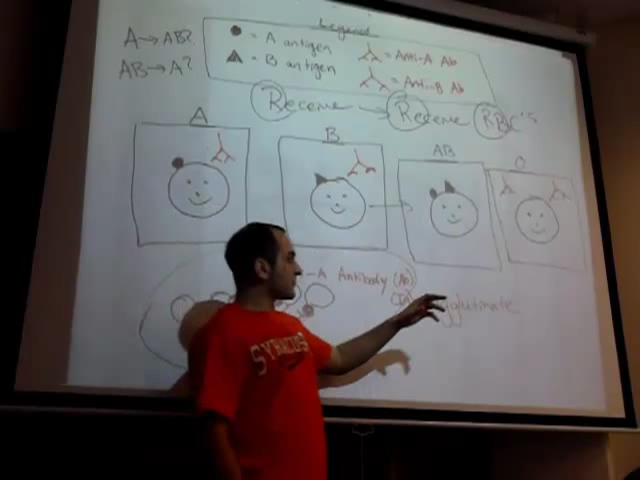 Legend
A → AB?
AB → A?
= A antigen
= B antigen
= Anti-A Ab
= Anti-B Ab
Receive → Receive RBC's
A
B
AB
O
-A Antibody (Ab)
Agglutinate
SYRACUSE